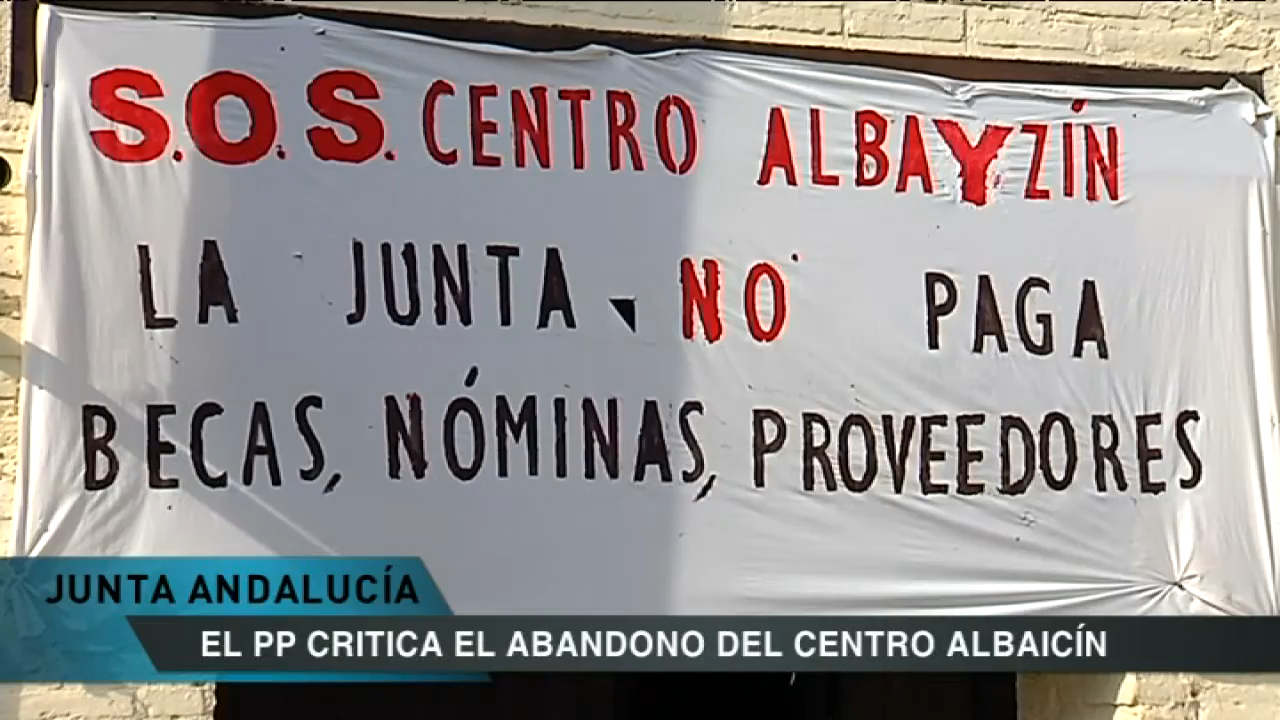 S.O.S. CENTRO ALBAYZÍN
LA JUNTA NO PAGA
BECAS, NÓMINAS, PROVEEDORES
JUNTA ANDALUCÍA
EL PP CRITICA EL ABANDONO DEL CENTRO ALBAICÍN